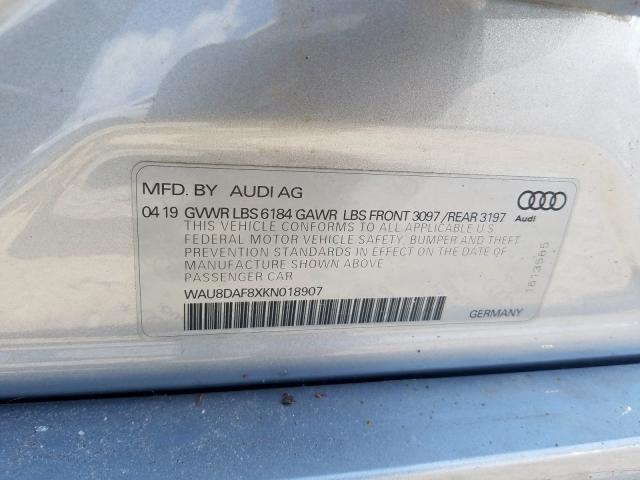 MFD. BY AUDI AG
04 19 GVWR LBS 6184 GAWR LBS FRONT 3097 / REAR 3197
Audi
THIS VEHICLE CONFORMS TO ALL APPLICABLE U.S
FEDERAL MOTOR VEHICLE SAFETY, BUMPER AND THEFT
PREVENTION STANDARDS IN EFFECT ON THE DATE OF
MANUFACTURE SHOWN ABOVE
PASSENGER CAR
1613565
WAU8DAF8XKN018907
GERMANY